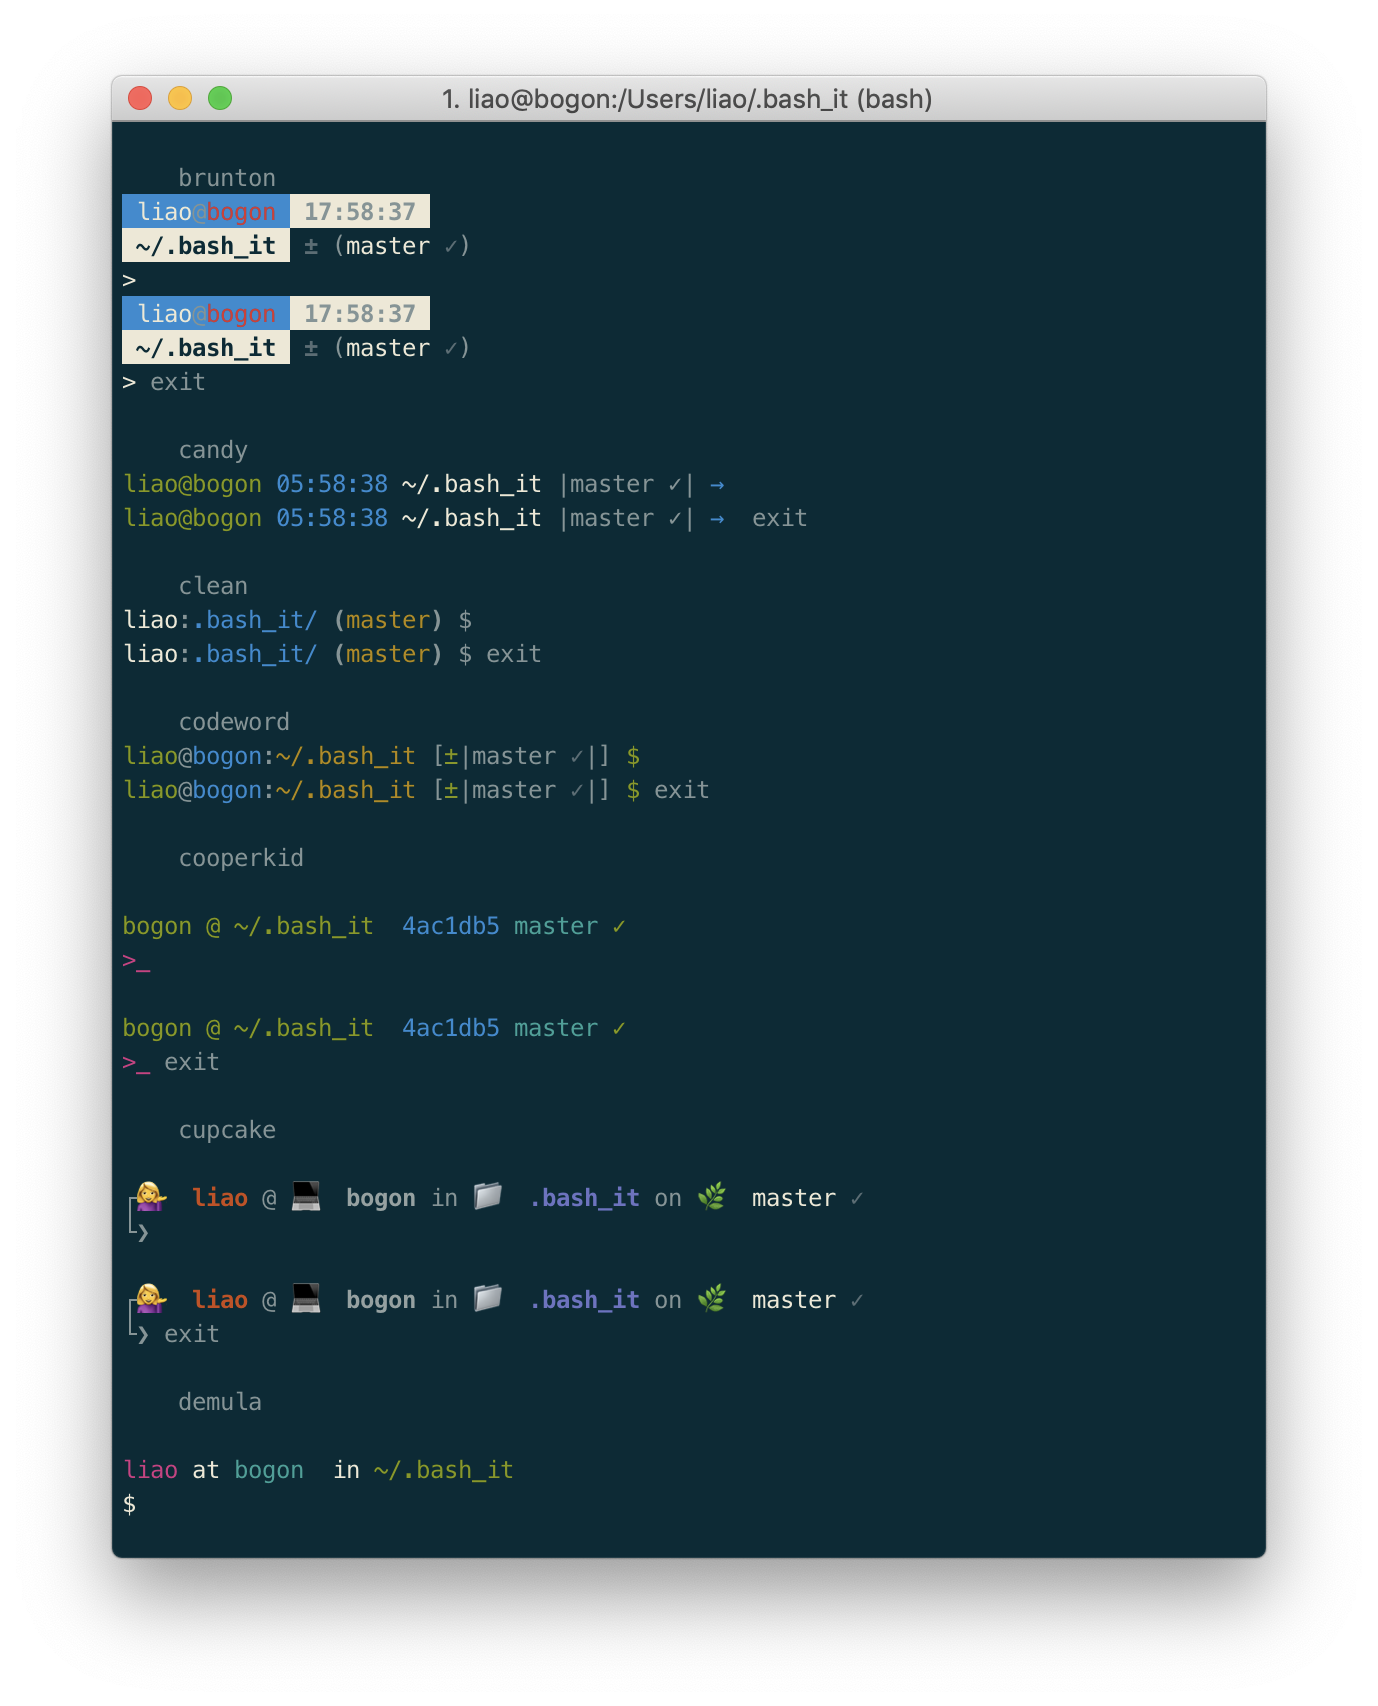 1. liao@bogon:/Users/liao/.bash_it (bash)
brunton
liao@bogon 17:58:37
~/.bash_it ± (master ✓)
>
liao@bogon 17:58:37
~/.bash_it ± (master ✓)
> exit
candy
liao@bogon 05:58:38 ~/.bash_it |master ✓| →
liao@bogon 05:58:38 ~/.bash_it |master ✓| → exit
clean
liao:.bash_it/ (master) $
liao:.bash_it/ (master) $ exit
codeword
liao@bogon:~/.bash_it [±|master ✓|] $
liao@bogon:~/.bash_it [±|master ✓|] $ exit
cooperkid
bogon @ ~/.bash_it 4ac1db5 master ✓
>_
bogon @ ~/.bash_it 4ac1db5 master ✓
>_ exit
cupcake
┌💁‍♀️ liao @ 💻 bogon in 📁 .bash_it on 🌿 master ✓
└❯
┌💁‍♀️ liao @ 💻 bogon in 📁 .bash_it on 🌿 master ✓
└❯ exit
demula
liao at bogon in ~/.bash_it
$